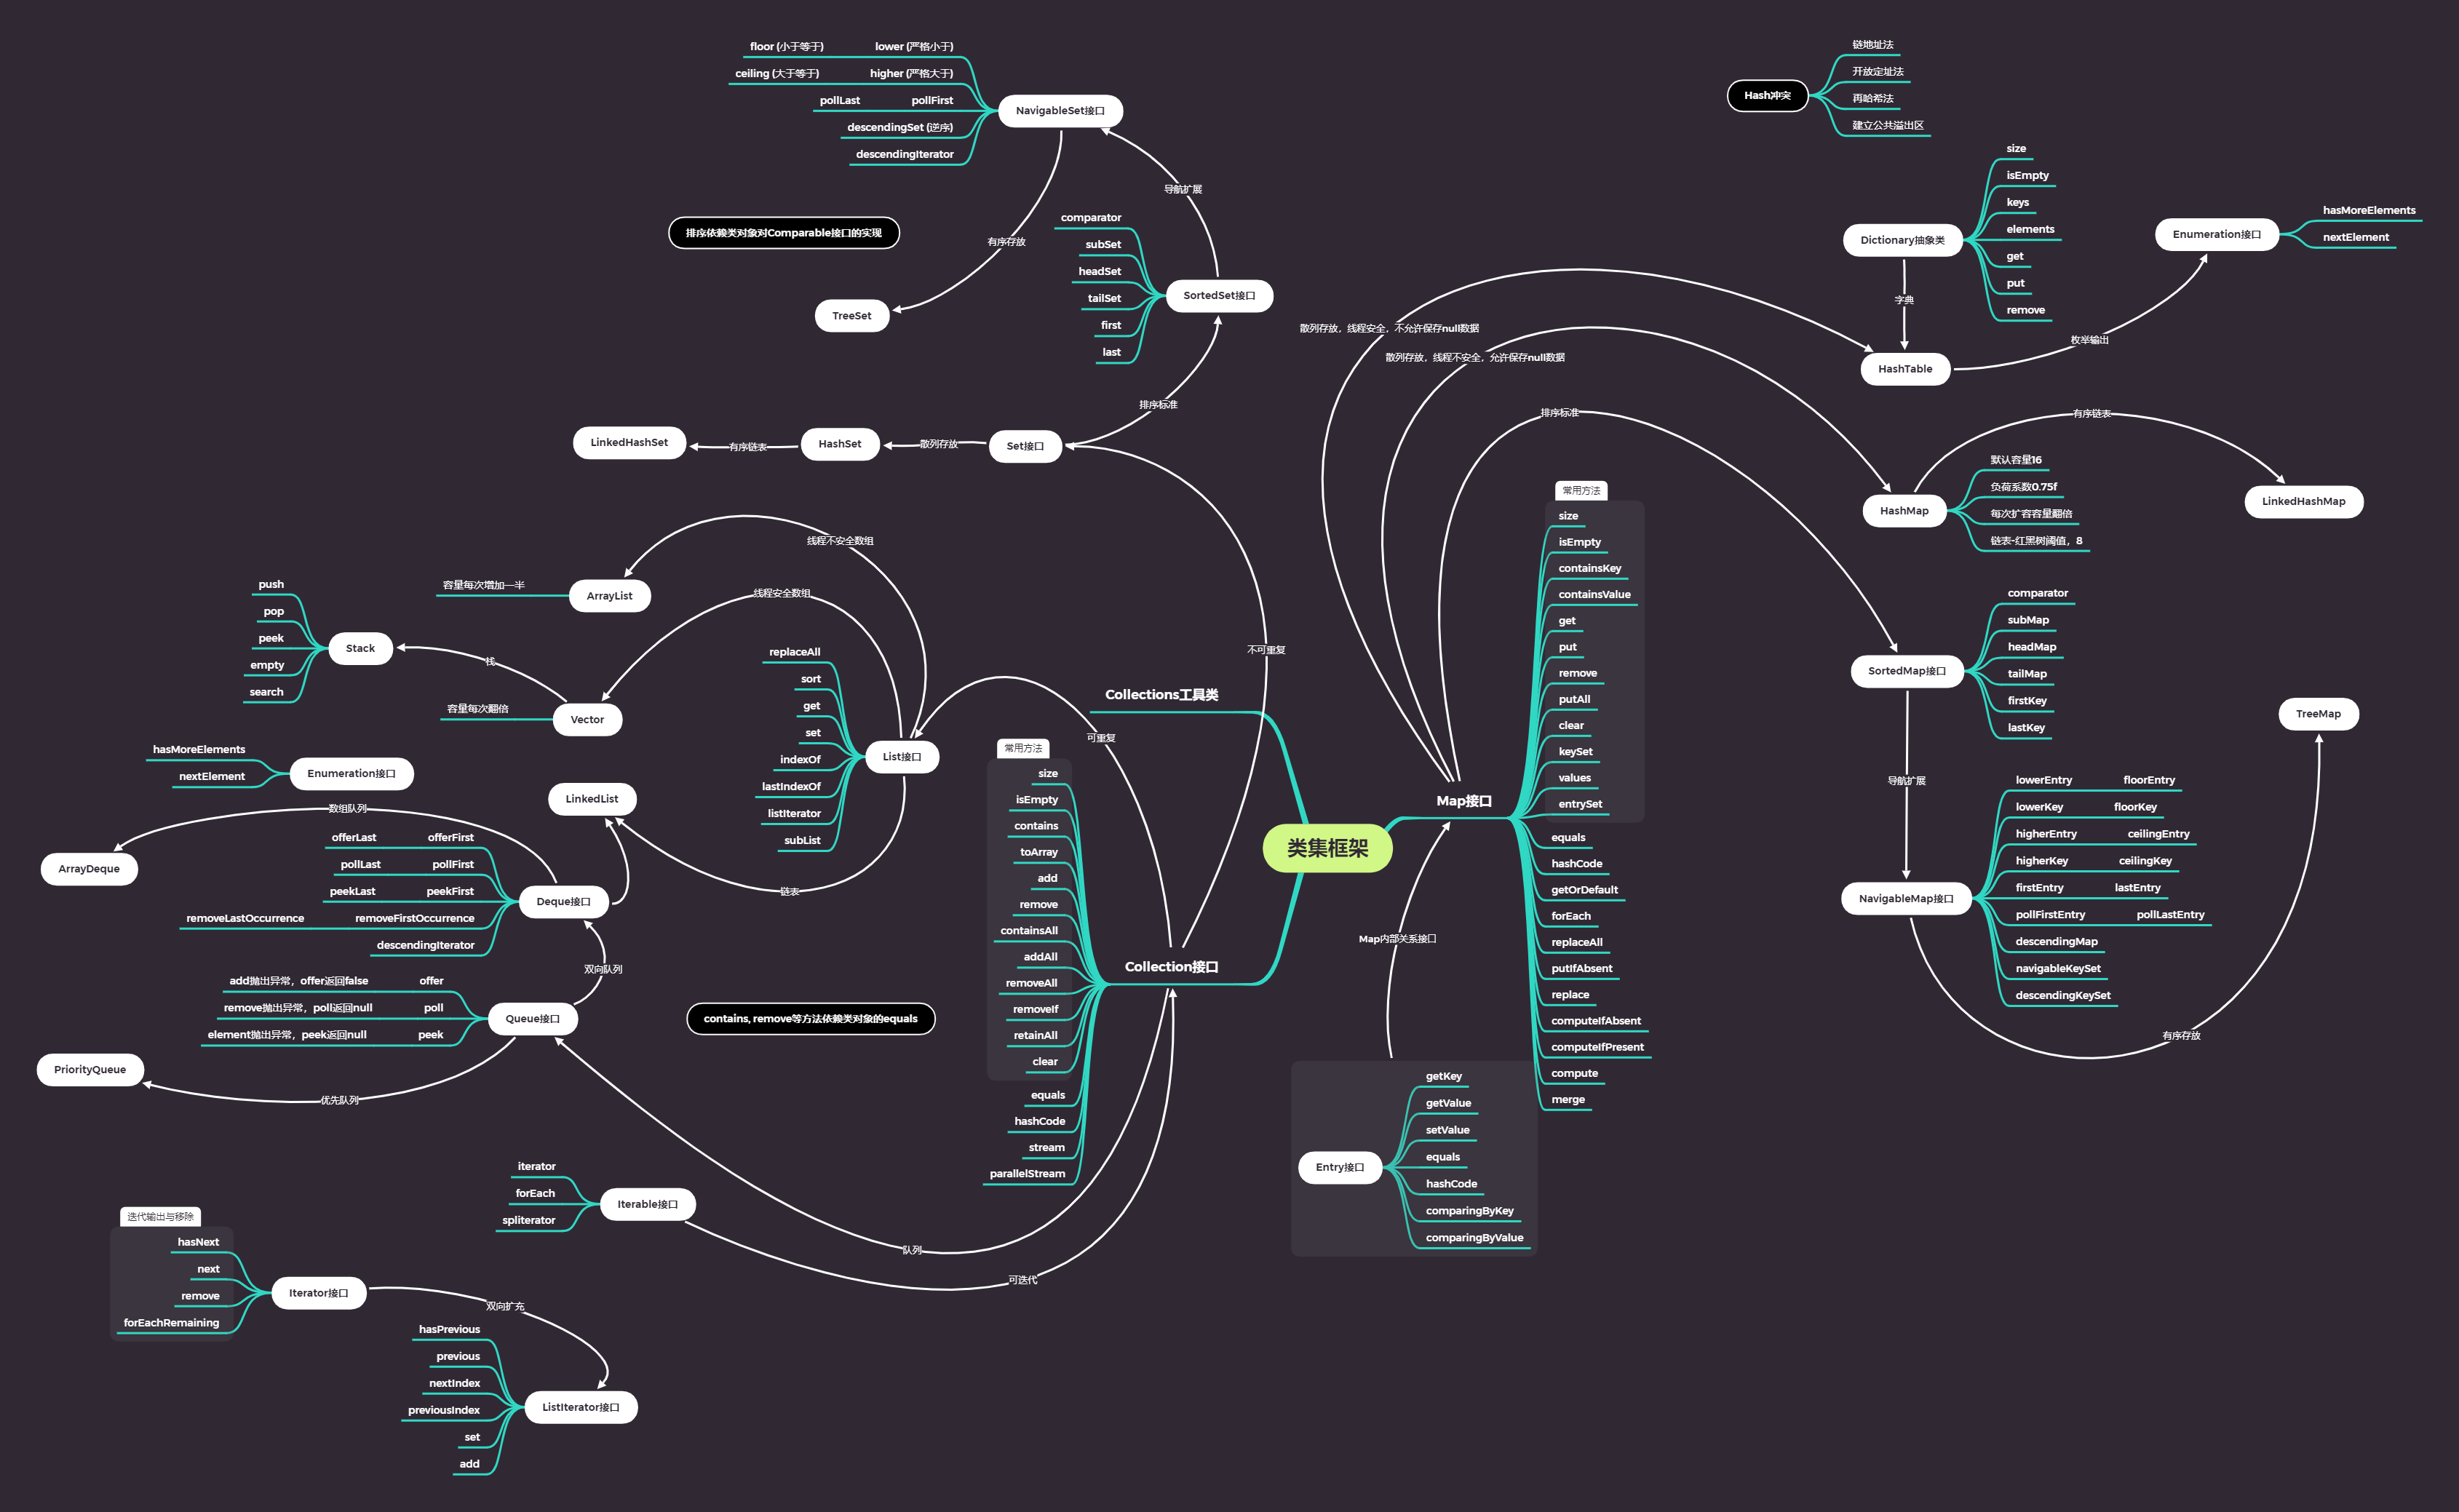 类集框架
Collections工具类
Collection接口
常用方法
size
isEmpty
contains
toArray
add
remove
containsAll
addAll
removeAll
removeIf
retainAll
clear
equals
hashCode
stream
parallelStream
可重复
不可重复
队列
可迭代
contains, remove等方法依赖类对象的equals
List接口
replaceAll
sort
get
set
indexOf
lastIndexOf
listIterator
subList
线程不安全数组
线程安全数组
链表
ArrayList
容量每次增加一半
Vector
容量每次翻倍
栈
Stack
push
pop
peek
empty
search
Enumeration接口
hasMoreElements
nextElement
LinkedList
数组队列
ArrayDeque
Deque接口
offerLast offerFirst
pollLast pollFirst
peekLast peekFirst
removeLastOccurrence removeFirstOccurrence
descendingIterator
双向队列
Queue接口
add抛出异常，offer返回false offer
remove抛出异常，poll返回null poll
element抛出异常，peek返回null peek
优先队列
PriorityQueue
Iterable接口
iterator
forEach
spliterator
迭代输出与移除
hasNext
next
remove
forEachRemaining
Iterator接口
双向扩充
ListIterator接口
hasPrevious
previous
nextIndex
previousIndex
set
add
Set接口
散列存放
HashSet
有序链表
LinkedHashSet
排序标准
SortedSet接口
comparator
subSet
headSet
tailSet
first
last
导航扩展
NavigableSet接口
floor (小于等于) lower (严格小于)
ceiling (大于等于) higher (严格大于)
pollLast pollFirst
descendingSet (逆序)
descendingIterator
有序存放
TreeSet
排序依赖类对象对Comparable接口的实现
Map接口
常用方法
size
isEmpty
containsKey
containsValue
get
put
remove
putAll
clear
keySet
values
entrySet
equals
hashCode
getOrDefault
forEach
replaceAll
putIfAbsent
replace
computeIfAbsent
computeIfPresent
compute
merge
Map内部关系接口
Entry接口
getKey
getValue
setValue
equals
hashCode
comparingByKey
comparingByValue
散列存放，线程安全，不允许保存null数据
散列存放，线程不安全，允许保存null数据
排序标准
Hash冲突
链地址法
开放定址法
再哈希法
建立公共溢出区
Dictionary抽象类
size
isEmpty
keys
elements
get
put
remove
字典
HashTable
枚举输出
Enumeration接口
hasMoreElements
nextElement
HashMap
默认容量16
负荷系数0.75f
每次扩容容量翻倍
链表-红黑树阈值，8
有序链表
LinkedHashMap
SortedMap接口
comparator
subMap
headMap
tailMap
firstKey
lastKey
导航扩展
NavigableMap接口
lowerEntry floorEntry
lowerKey floorKey
higherEntry ceilingEntry
higherKey ceilingKey
firstEntry lastEntry
pollFirstEntry pollLastEntry
descendingMap
navigableKeySet
descendingKeySet
有序存放
TreeMap